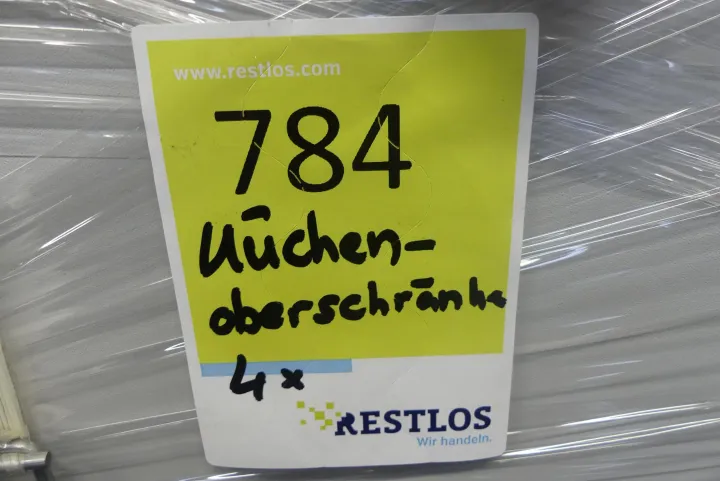 www.restlos.com
784
Küchen-
oberschränke
4x
RESTLOS
Wir handeln.